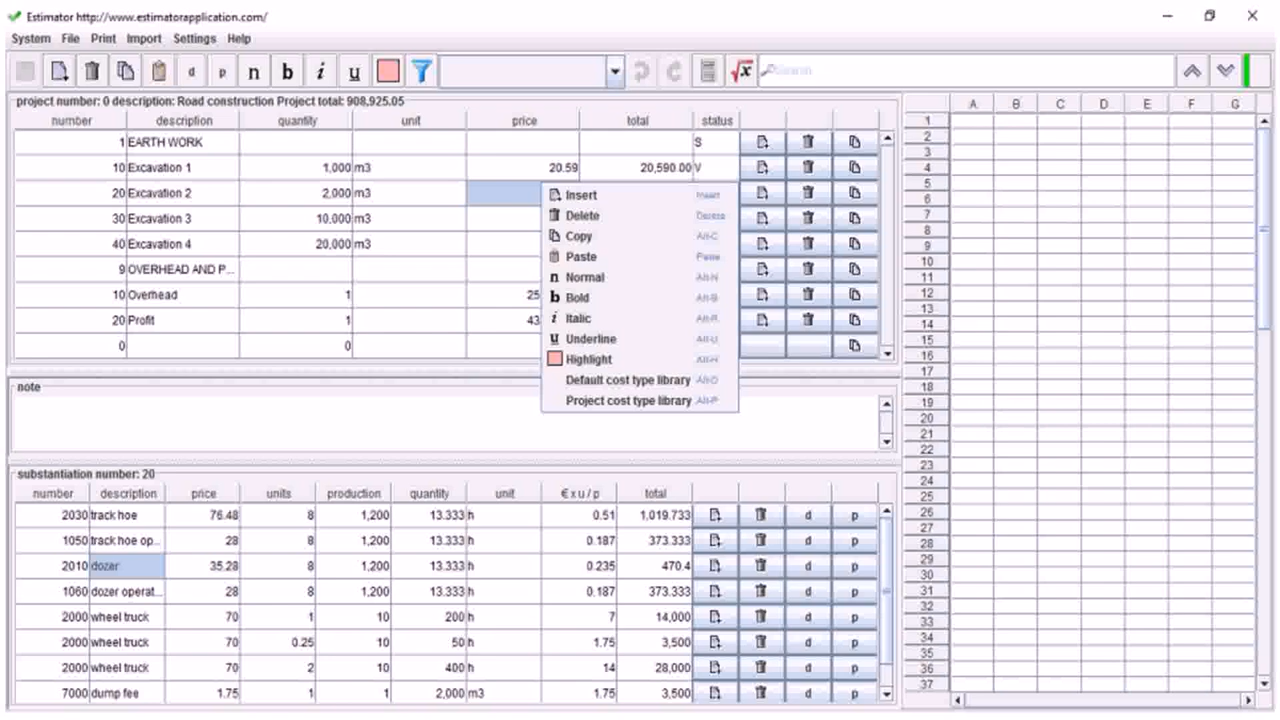 Estimator http://www.estimatorapplication.com/
System File Print Import Settings Help
d p n b i u √x Search
project number: 0 description: Road construction Project total: 908,925.05
number description quantity unit price total status
1 EARTH WORK S
10 Excavation 1 1,000 m3 20.59 20,590.00 V
20 Excavation 2 2,000 m3
30 Excavation 3 10,000 m3
40 Excavation 4 20,000 m3
9 OVERHEAD AND P...
10 Overhead 1 25
20 Profit 1 43
0 0
Insert Insert
Delete Delete
Copy Alt-C
Paste Paste
n Normal Alt-N
b Bold Alt-B
i Italic Alt-R
u Underline Alt-U
Highlight Alt-H
Default cost type library Alt-D
Project cost type library Alt-P
note
substantiation number: 20
number description price units production quantity unit € x u / p total
2030 track hoe 76.48 8 1,200 13.333 h 0.51 1,019.733 d p
1050 track hoe op... 28 8 1,200 13.333 h 0.187 373.333 d p
2010 dozer 35.28 8 1,200 13.333 h 0.235 470.4 d p
1060 dozer operat... 28 8 1,200 13.333 h 0.187 373.333 d p
2000 wheel truck 70 1 10 200 h 7 14,000 d p
2000 wheel truck 70 0.25 10 50 h 1.75 3,500 d p
2000 wheel truck 70 2 10 400 h 14 28,000 d p
7000 dump fee 1.75 1 1 2,000 m3 1.75 3,500 d p
A B C D E F G
1
2
3
4
5
6
7
8
9
10
11
12
13
14
15
16
17
18
19
20
21
22
23
24
25
26
27
28
29
30
31
32
33
34
35
36
37